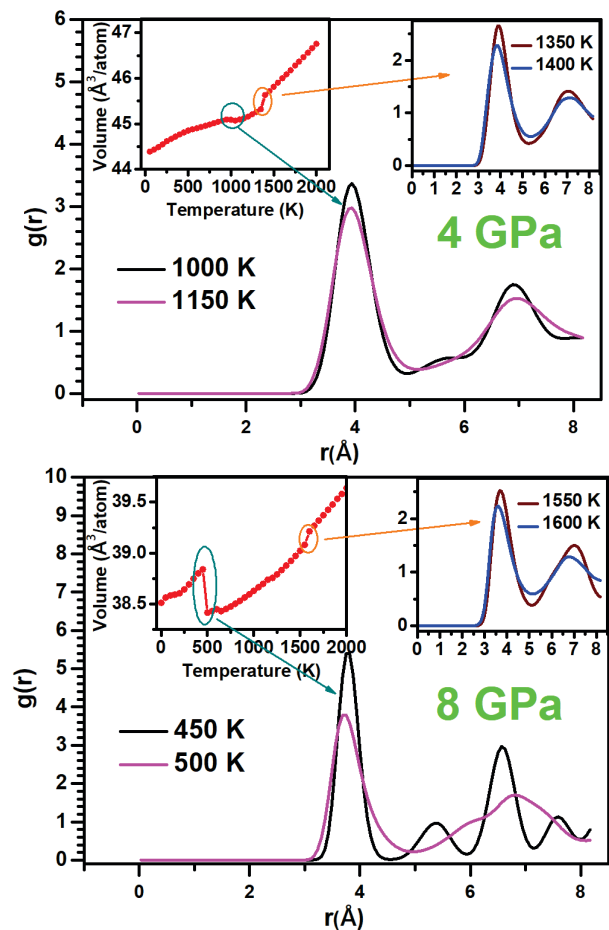 g(r)
6
5
4
3
2
1
0
0
2
4
6
8
r(Å)
4 GPa
1000 K
1150 K
Volume (Å³/atom)
47
46
45
44
0 500 1000 1500 2000
Temperature (K)
2
1
0
0 1 2 3 4 5 6 7 8
1350 K
1400 K
g(r)
10
9
8
7
6
5
4
3
2
1
0
0
2
4
6
8
r(Å)
8 GPa
450 K
500 K
Volume (Å³/atom)
39.5
39.0
38.5
0 500 1000 1500 2000
Temperature (K)
2
1
0
0 1 2 3 4 5 6 7 8
1550 K
1600 K